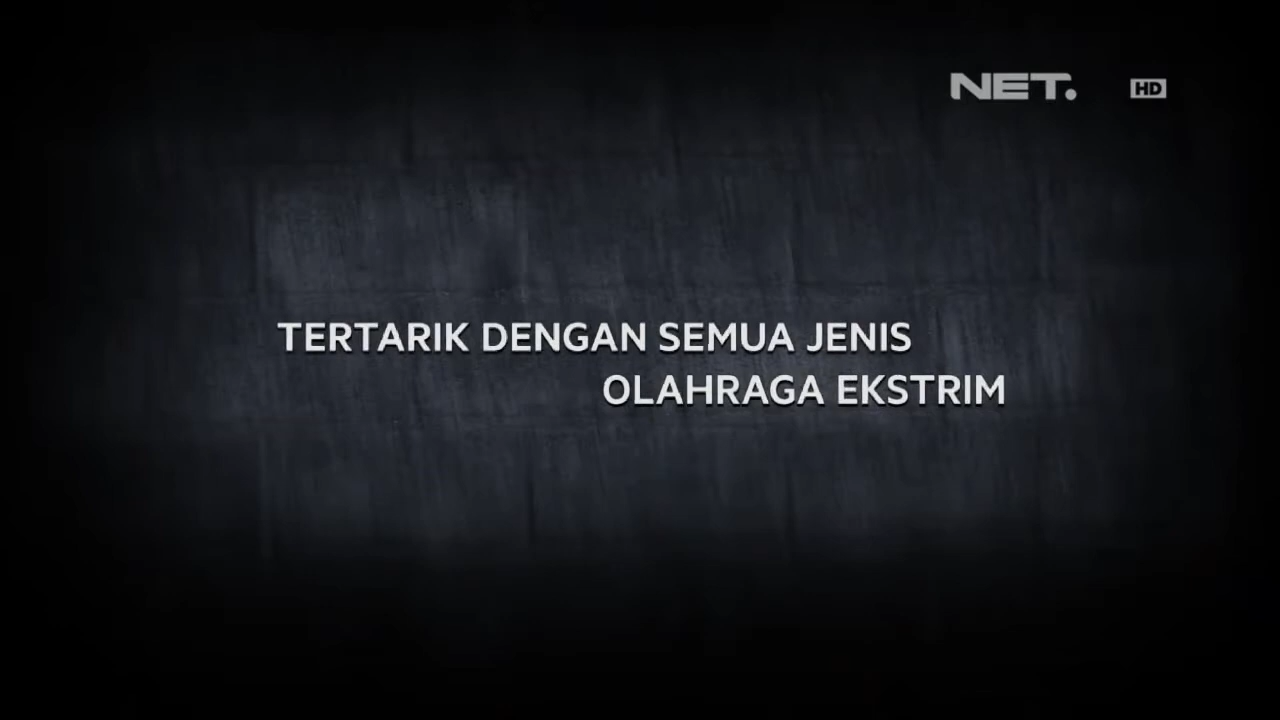 NET. HD
TERTARIK DENGAN SEMUA JENIS
OLAHRAGA EKSTRIM